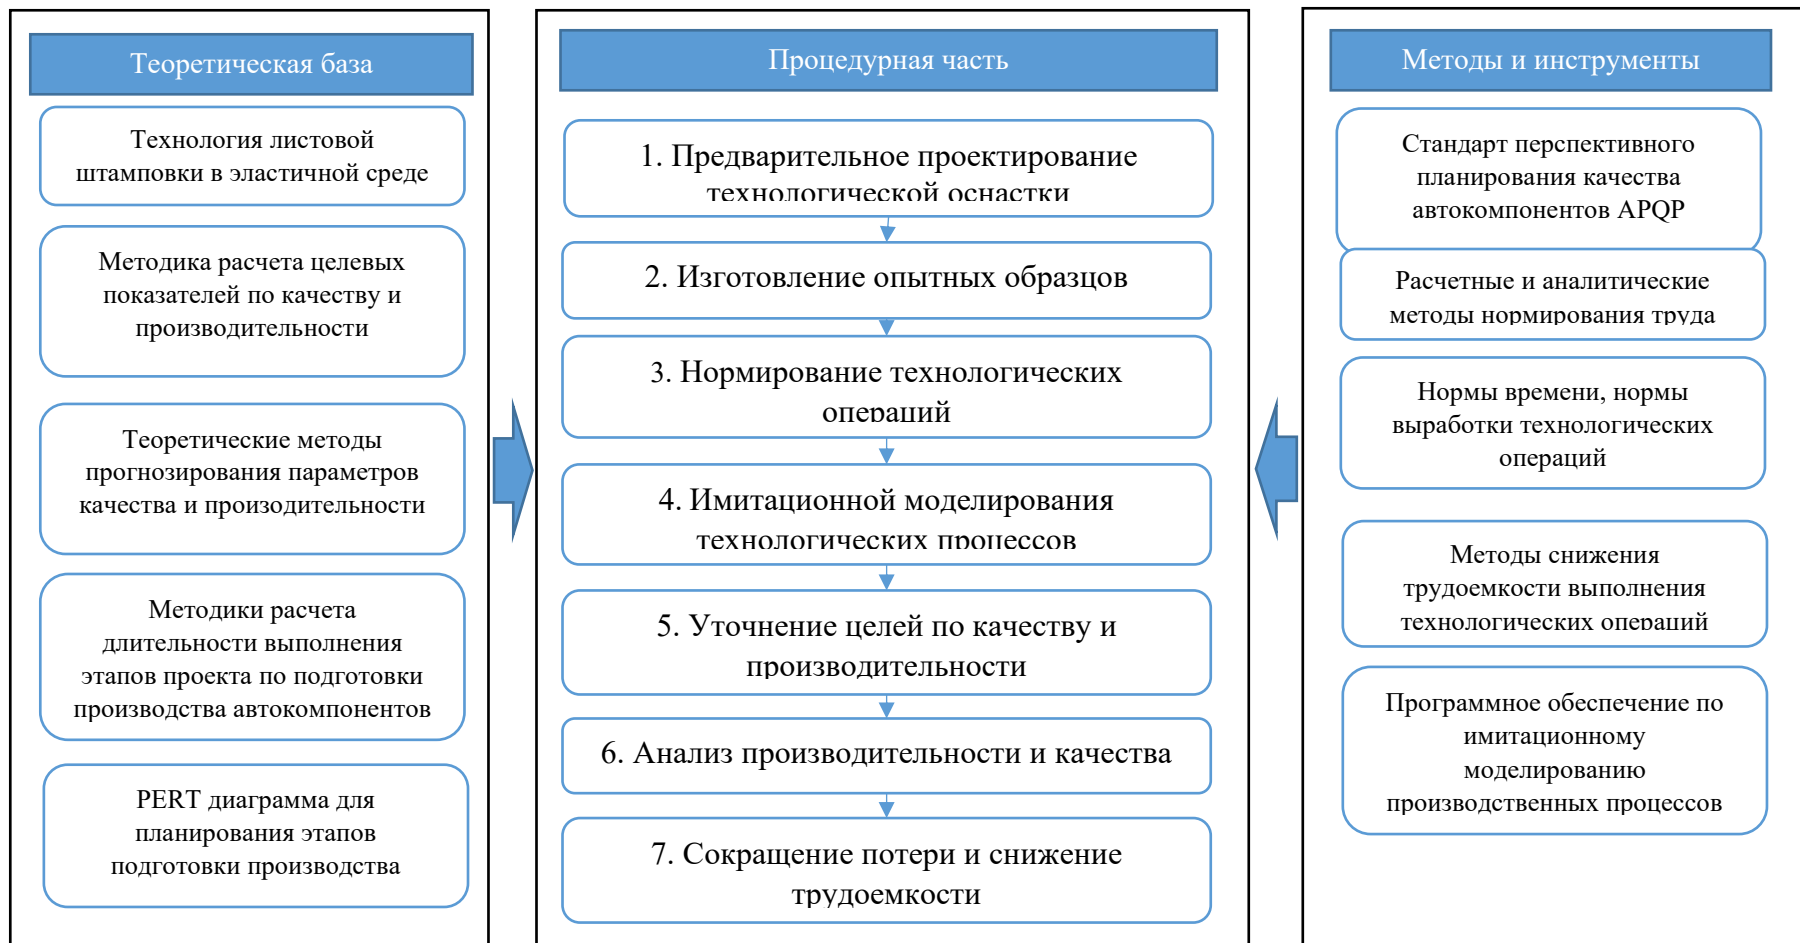 Теоретическая база
Технология листовой
штамповки в эластичной среде
Методика расчета целевых
показателей по качеству и
производительности
Теоретические методы
прогнозирования параметров
качества и произодительности
Методики расчета
длительности выполнения
этапов проекта по подготовки
производства автокомпонентов
PERT диаграмма для
планирования этапов
подготовки производства
Процедурная часть
1. Предварительное проектирование
технологической оснастки
2. Изготовление опытных образцов
3. Нормирование технологических
операций
4. Имитационной моделирования
технологических процессов
5. Уточнение целей по качеству и
производительности
6. Анализ производительности и качества
7. Сокращение потери и снижение
трудоемкости
Методы и инструменты
Стандарт перспективного
планирования качества
автокомпонентов APQP
Расчетные и аналитические
методы нормирования труда
Нормы времени, нормы
выработки технологических
операций
Методы снижения
трудоемкости выполнения
технологических операций
Программное обеспечение по
имитационному
моделированию
производственных процессов